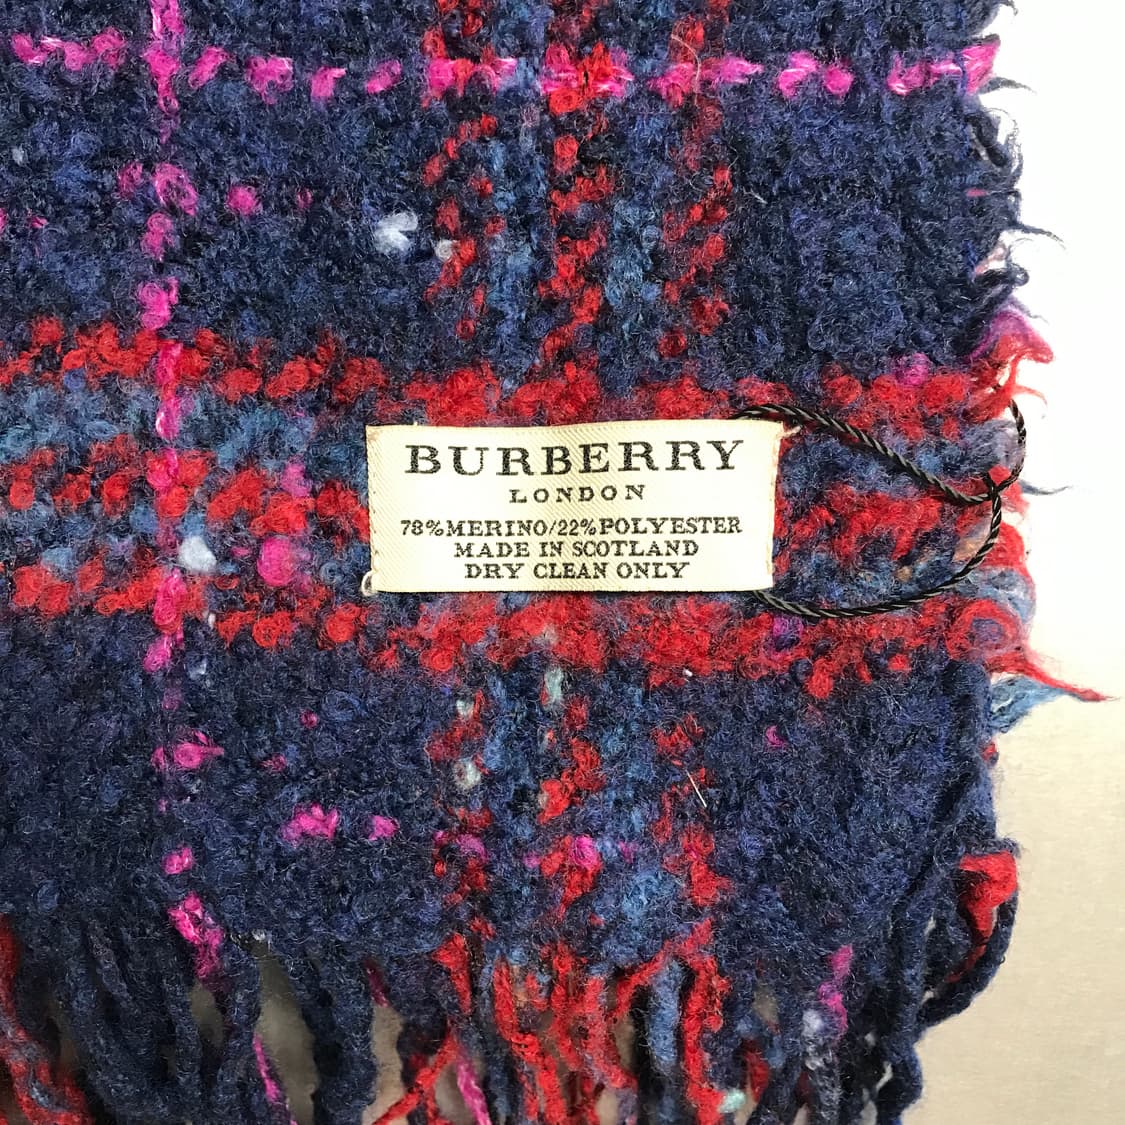 BURBERRY
LONDON
78%MERINO/22%POLYESTER
MADE IN SCOTLAND
DRY CLEAN ONLY